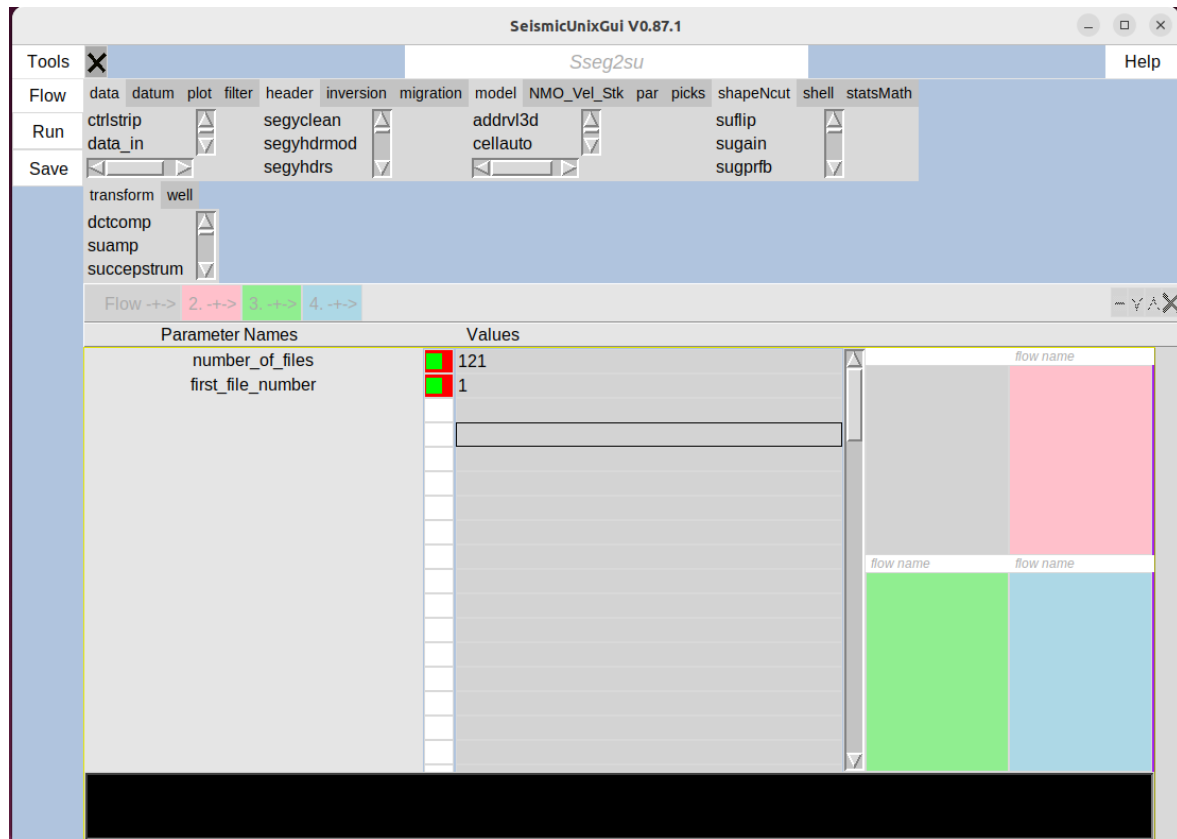 SeismicUnixGui V0.87.1
Tools Sseg2su Help
Flow data datum plot filter header inversion migration model NMO_Vel_Stk par picks shapeNcut shell statsMath
ctrlstrip segyclean addrvl3d suflip
Run data_in segyhdrmod cellauto sugain
Save segyhdrs sugprfb
transform well
dctcomp
suamp
succepstrum
Flow -+-> 2. -+-> 3. -+-> 4. -+->
Parameter Names Values
number_of_files 121 flow name
first_file_number 1
flow name flow name